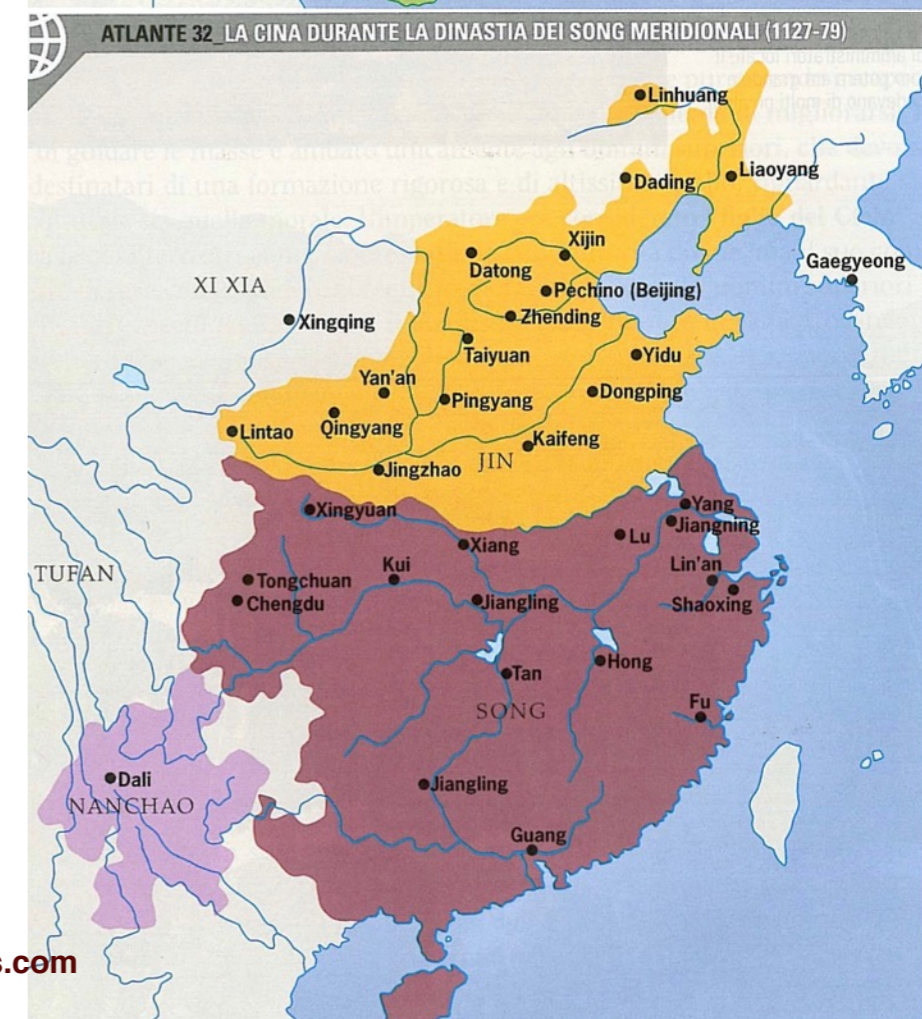 ATLANTE 32_LA CINA DURANTE LA DINASTIA DEI SONG MERIDIONALI (1127-79)
Linhuang
Liaoyang
Dading
Xijin
Datong
Gaegyeong
XI XIA
Pechino (Beijing)
Xingqing
Zhending
Taiyuan
Yidu
Yan'an
Pingyang
Dongping
Qingyang
Lintao
Kaifeng
JIN
Jingzhao
Xingyuan
Yang
Jiangning
Lu
Xiang
TUFAN
Kui
Lin'an
Tongchuan
Chengdu
Jiangling
Shaoxing
Hong
Tan
SONG
Fu
Dali
Jiangling
NANCHAO
Guang
s.com